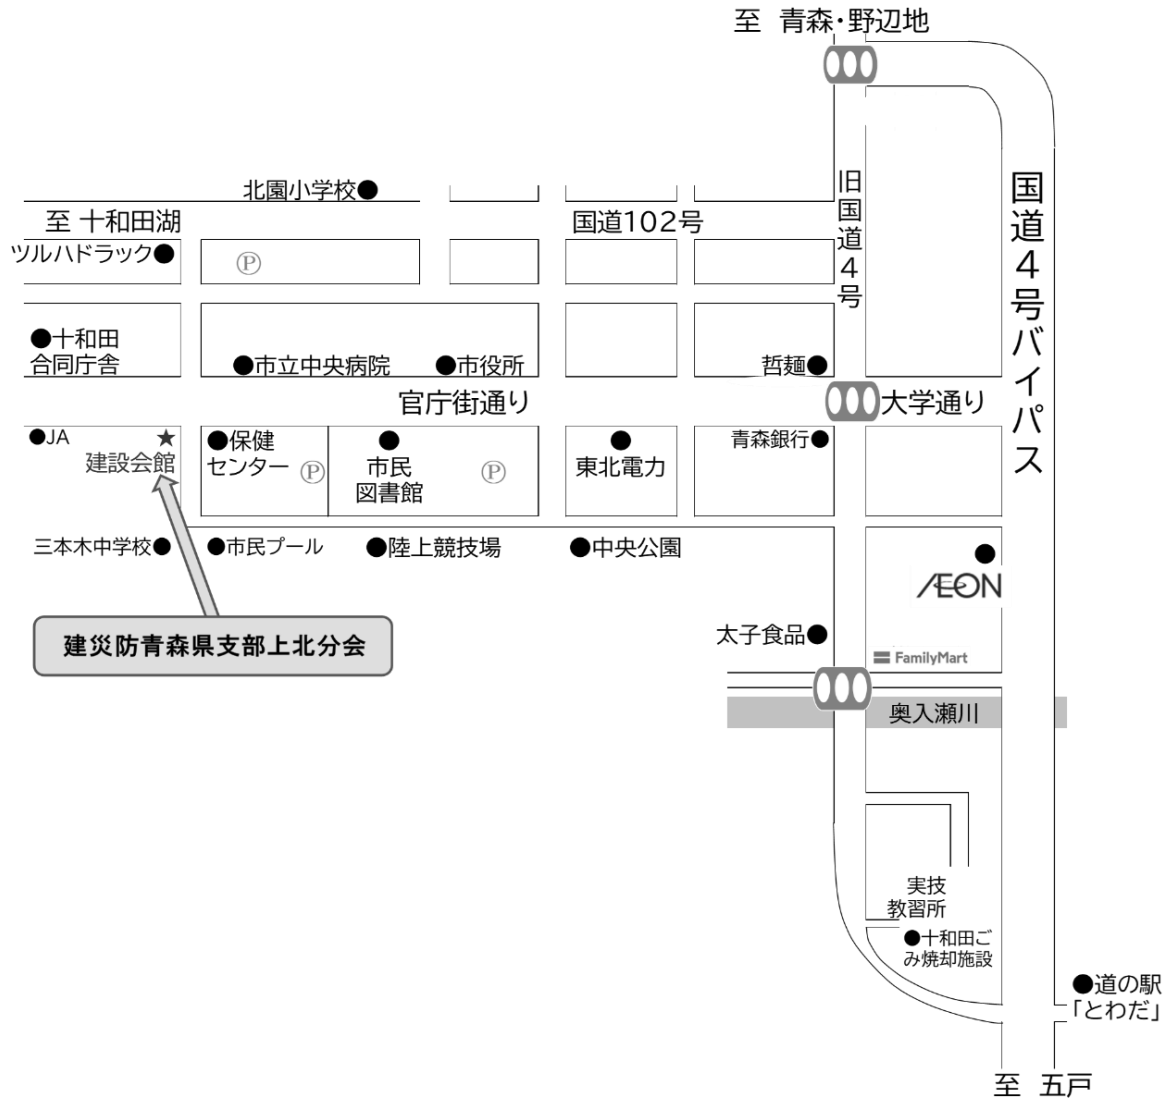 至 青森・野辺地
北園小学校
旧国道4号
国道4号バイパス
至 十和田湖
国道102号
ツルハドラック
Ⓟ
十和田
合同庁舎
市立中央病院
市役所
哲麺
官庁街通り
大学通り
JA
建設会館
保健
センター
Ⓟ
市民
図書館
Ⓟ
東北電力
青森銀行
三本木中学校
市民プール
陸上競技場
中央公園
ÆON
建災防青森県支部上北分会
太子食品
FamilyMart
奥入瀬川
実技
教習所
十和田ご
み焼却施設
道の駅
「とわだ」
至 五戸